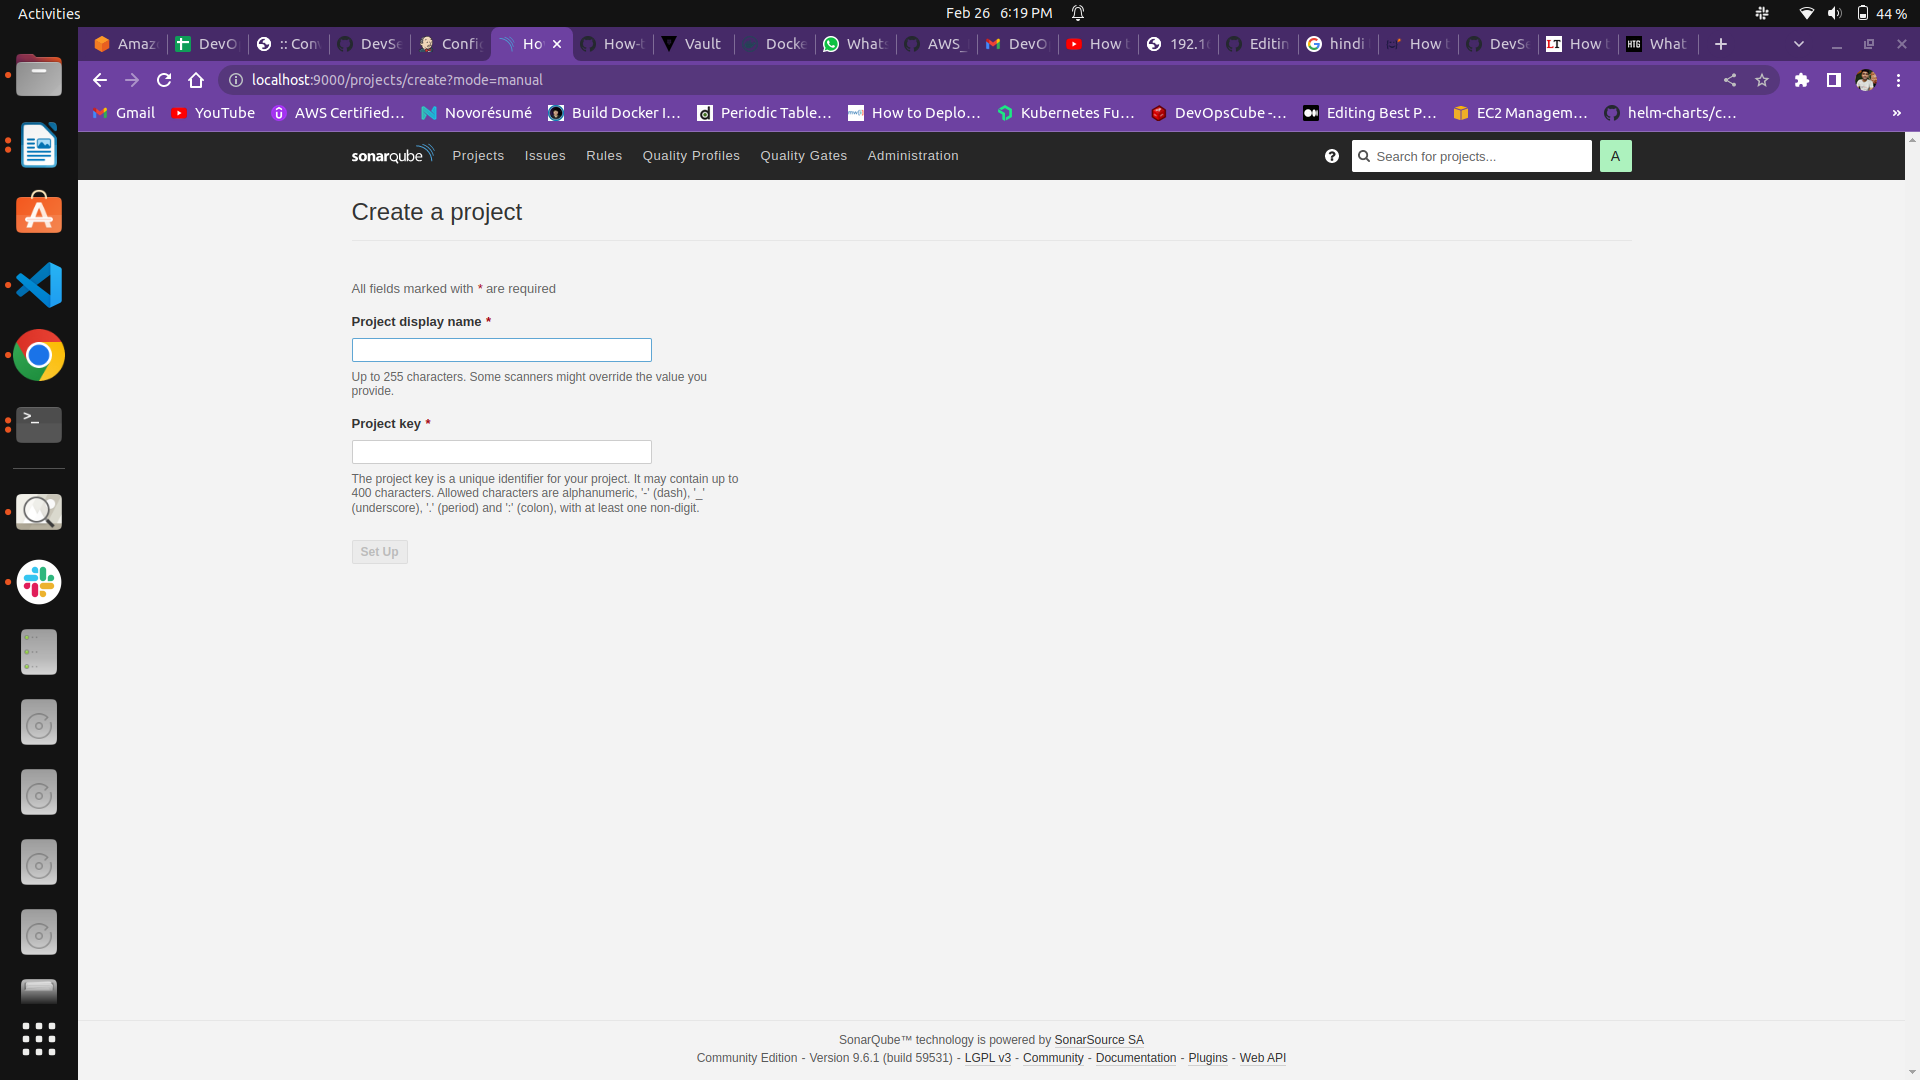 Activities
Feb 26 6:19 PM
44 %
DevO
:: Con
DevSe
Config
Ho
How-t
Vault
Docke
What
AWS_
DevO
How t
192.1
Editin
hindi
How t
DevSe
How t
What
localhost:9000/projects/create?mode=manual
Gmail
YouTube
AWS Certified…
Novorésumé
Build Docker I…
Periodic Table…
How to Deplo…
Kubernetes Fu…
DevOpsCube -…
Editing Best P…
EC2 Managem…
helm-charts/c…
»
sonarqube
Projects
Issues
Rules
Quality Profiles
Quality Gates
Administration
Search for projects...
A
Create a project
All fields marked with * are required
Project display name *
Up to 255 characters. Some scanners might override the value you
provide.
Project key *
The project key is a unique identifier for your project. It may contain up to
400 characters. Allowed characters are alphanumeric, '-' (dash), '_'
(underscore), '.' (period) and ':' (colon), with at least one non-digit.
Set Up
SonarQube™ technology is powered by SonarSource SA
Community Edition - Version 9.6.1 (build 59531) - LGPL v3 - Community - Documentation - Plugins - Web API